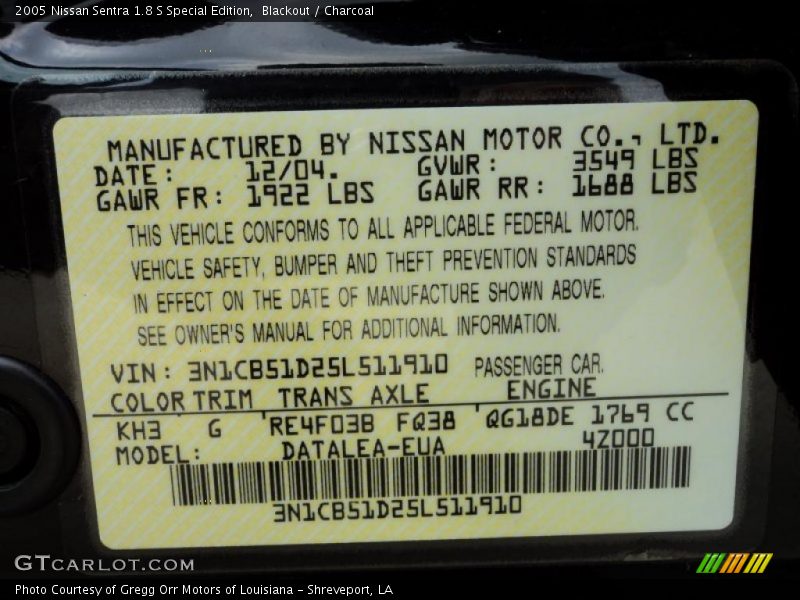 2005 Nissan Sentra 1.8 S Special Edition, Blackout / Charcoal
MANUFACTURED BY NISSAN MOTOR CO., LTD.
DATE: 12/04. GVWR: 3549 LBS
GAWR FR: 1922 LBS GAWR RR: 1688 LBS
THIS VEHICLE CONFORMS TO ALL APPLICABLE FEDERAL MOTOR.
VEHICLE SAFETY, BUMPER AND THEFT PREVENTION STANDARDS
IN EFFECT ON THE DATE OF MANUFACTURE SHOWN ABOVE.
SEE OWNER'S MANUAL FOR ADDITIONAL INFORMATION.
VIN: 3N1CB51D25L511910 PASSENGER CAR.
COLOR TRIM TRANS AXLE ENGINE
KH3 G RE4F03B FQ38 QG18DE 1769 CC
MODEL: DATALEA-EUA 4Z000
3N1CB51D25L511910
GTCARLOT.COM
Photo Courtesy of Gregg Orr Motors of Louisiana - Shreveport, LA